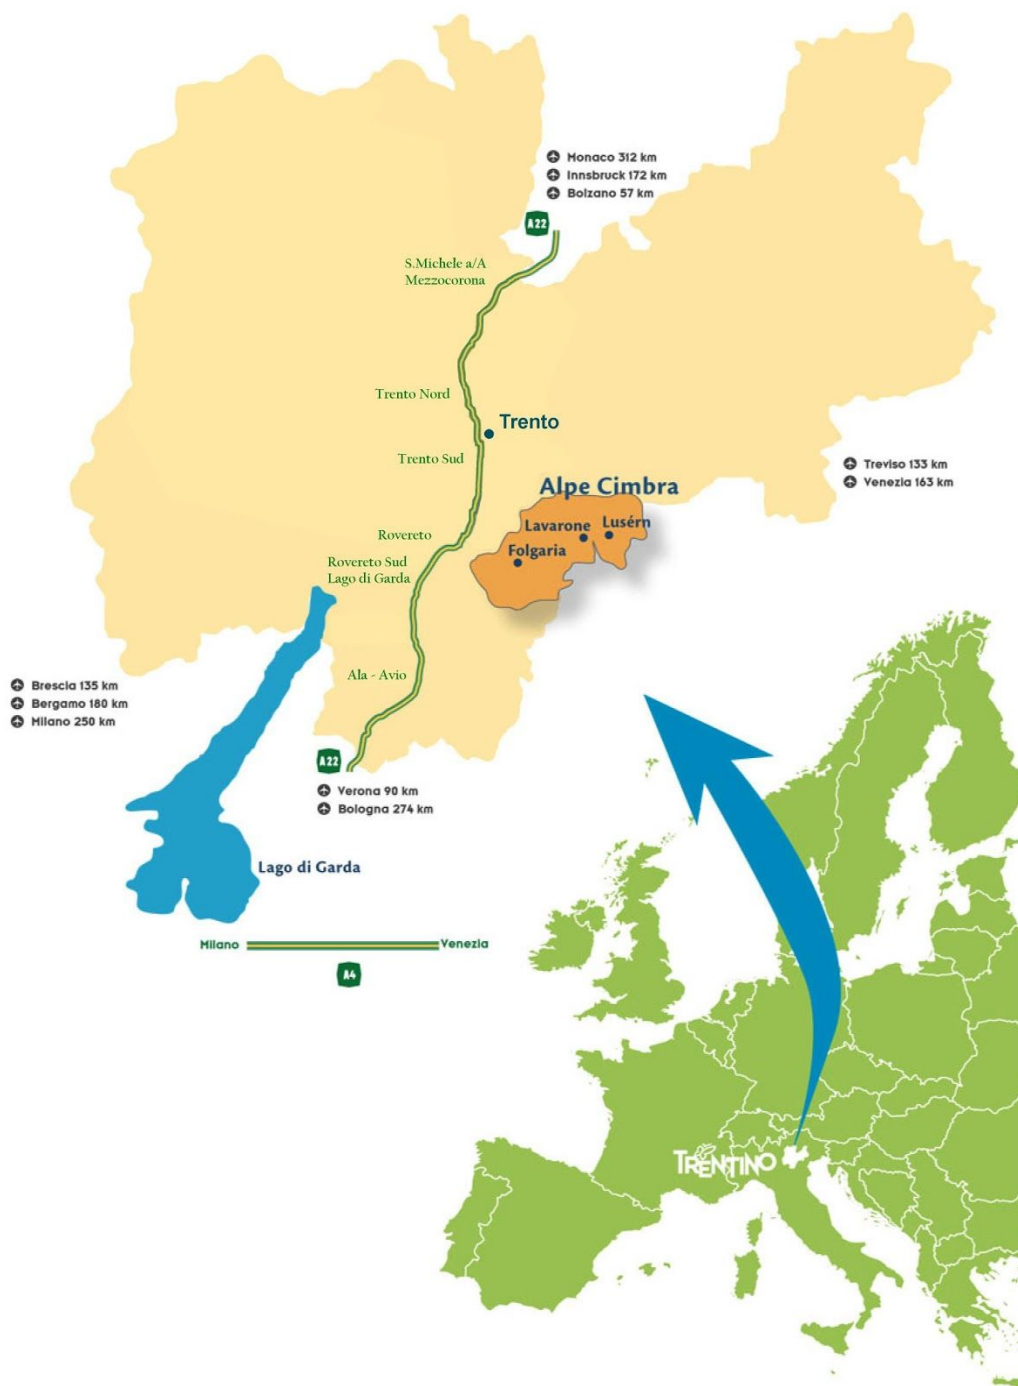 Monaco 312 km
Innsbruck 172 km
Bolzano 57 km
A22
S.Michele a/A
Mezzocorona
Trento Nord
Trento
Trento Sud
Treviso 133 km
Venezia 163 km
Alpe Cimbra
Lavarone
Lusérn
Folgaria
Rovereto
Rovereto Sud
Lago di Garda
Ala - Avio
Brescia 135 km
Bergamo 180 km
Milano 250 km
A22
Verona 90 km
Bologna 274 km
Lago di Garda
Milano
Venezia
A4
TRENTINO